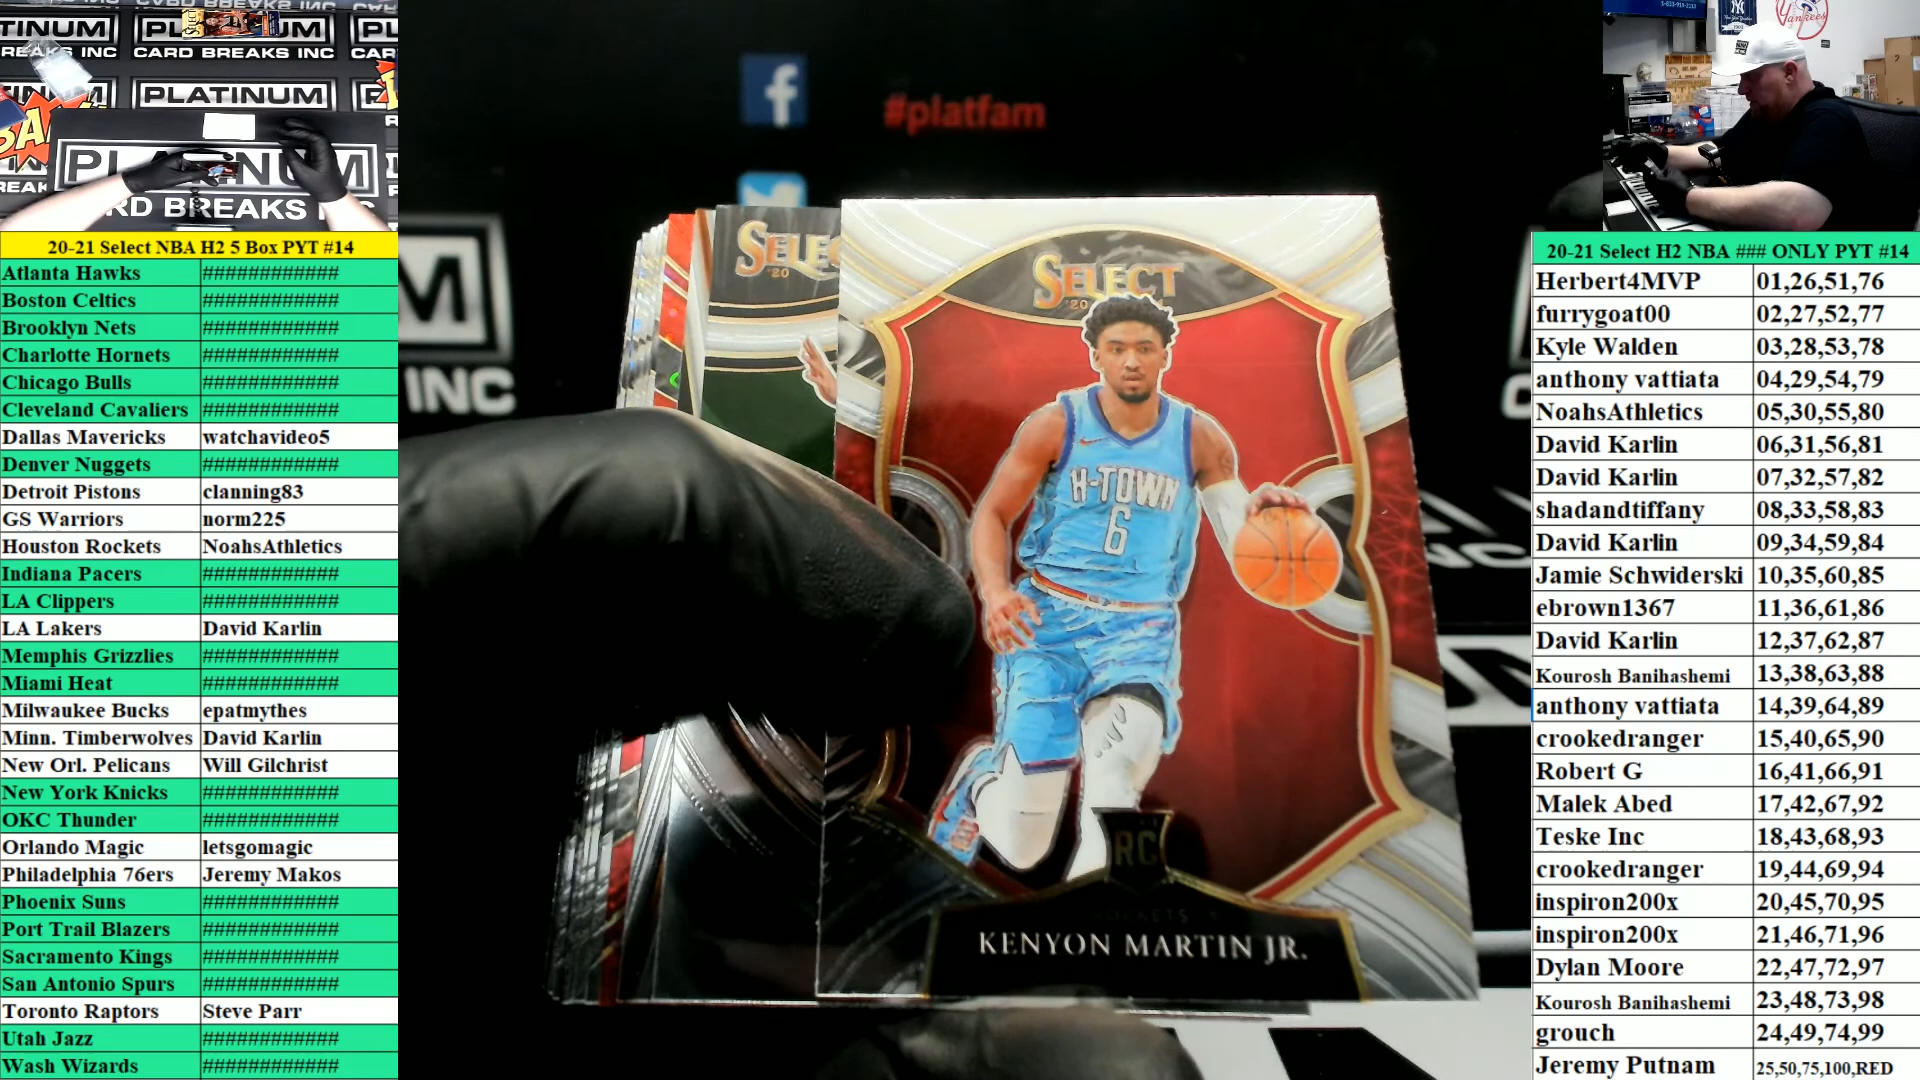 TINUM
PLATINUM
REAKS INC
CARD BREAKS INC
CAR
PLATINUM
P
PLATINUM
RD BREAKS INC
20-21 Select NBA H2 5 Box PYT #14
Atlanta Hawks ############
Boston Celtics ############
Brooklyn Nets ############
Charlotte Hornets ############
Chicago Bulls ############
Cleveland Cavaliers ############
Dallas Mavericks watchavideo5
Denver Nuggets ############
Detroit Pistons clanning83
GS Warriors norm225
Houston Rockets NoahsAthletics
Indiana Pacers ############
LA Clippers ############
LA Lakers David Karlin
Memphis Grizzlies ############
Miami Heat ############
Milwaukee Bucks epatmythes
Minn. Timberwolves David Karlin
New Orl. Pelicans Will Gilchrist
New York Knicks ############
OKC Thunder ############
Orlando Magic letsgomagic
Philadelphia 76ers Jeremy Makos
Phoenix Suns ############
Port Trail Blazers ############
Sacramento Kings ############
San Antonio Spurs ############
Toronto Raptors Steve Parr
Utah Jazz ############
Wash Wizards ############
f
#platfam
M
INC
SELEC
'20
SELECT
'20
H-TOWN
6
RC
ROCKETS
KENYON MARTIN JR.
Yankees
20-21 Select H2 NBA ### ONLY PYT #14
Herbert4MVP 01,26,51,76
furrygoat00 02,27,52,77
Kyle Walden 03,28,53,78
anthony vattiata 04,29,54,79
NoahsAthletics 05,30,55,80
David Karlin 06,31,56,81
David Karlin 07,32,57,82
shadandtiffany 08,33,58,83
David Karlin 09,34,59,84
Jamie Schwiderski 10,35,60,85
ebrown1367 11,36,61,86
David Karlin 12,37,62,87
Kourosh Banihashemi 13,38,63,88
anthony vattiata 14,39,64,89
crookedranger 15,40,65,90
Robert G 16,41,66,91
Malek Abed 17,42,67,92
Teske Inc 18,43,68,93
crookedranger 19,44,69,94
inspiron200x 20,45,70,95
inspiron200x 21,46,71,96
Dylan Moore 22,47,72,97
Kourosh Banihashemi 23,48,73,98
grouch 24,49,74,99
Jeremy Putnam 25,50,75,100,RED